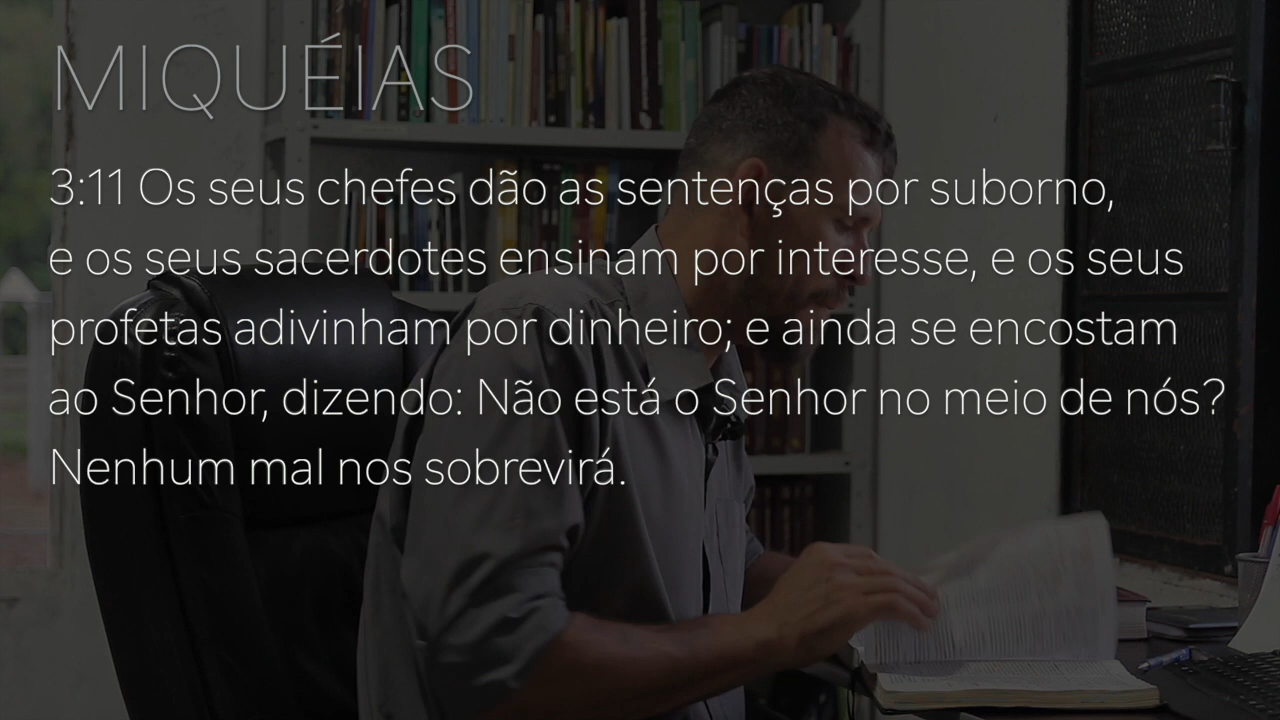 MIQUÉIAS
3:11 Os seus chefes dão as sentenças por suborno,
e os seus sacerdotes ensinam por interesse, e os seus
profetas adivinham por dinheiro; e ainda se encostam
ao Senhor, dizendo: Não está o Senhor no meio de nós?
Nenhum mal nos sobrevirá.